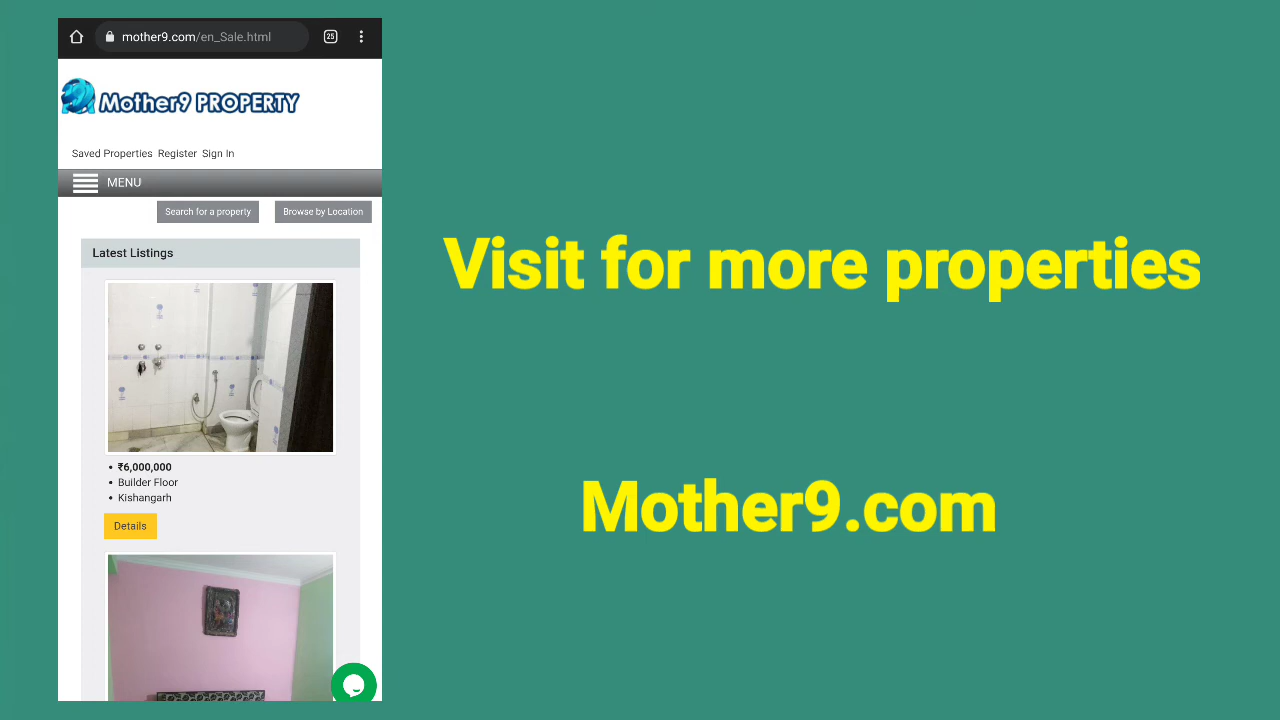 mother9.com/en_Sale.html
25
Mother9 PROPERTY
Saved Properties Register Sign In
MENU
Search for a property Browse by Location
Latest Listings
₹6,000,000
Builder Floor
Kishangarh
Details
Visit for more properties
Mother9.com